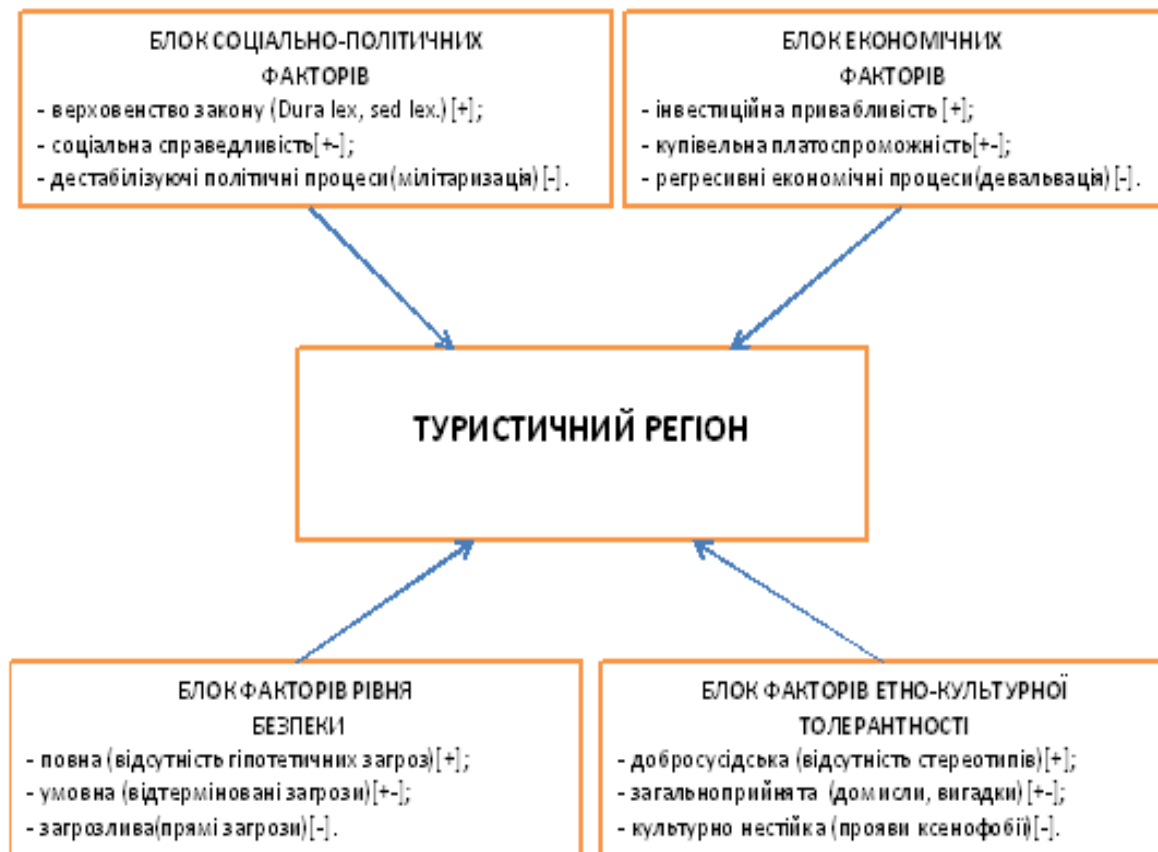 БЛОК СОЦІАЛЬНО-ПОЛІТИЧНИХ
ФАКТОРІВ
- верховенство закону (Dura lex, sed lex.) [+];
- соціальна справедливість[+-];
- дестабілізуючі політичні процеси(мілітаризація) [-].
БЛОК ЕКОНОМІЧНИХ
ФАКТОРІВ
- інвестиційна привабливість [+];
- купівельна платоспроможність[+-];
- регресивні економічні процеси(девальвація) [-].
ТУРИСТИЧНИЙ РЕГІОН
БЛОК ФАКТОРІВ РІВНЯ
БЕЗПЕКИ
- повна (відсутність гіпотетичних загроз)[+];
- умовна (відтерміновані загрози)[+-];
- загрозлива(прямі загрози)[-].
БЛОК ФАКТОРІВ ЕТНО-КУЛЬТУРНОЇ
ТОЛЕРАНТНОСТІ
- добросусідська (відсутність стереотипів)[+];
- загальноприйнята (домисли, вигадки) [+-];
- культурно нестійка (прояви ксенофобії)[-].